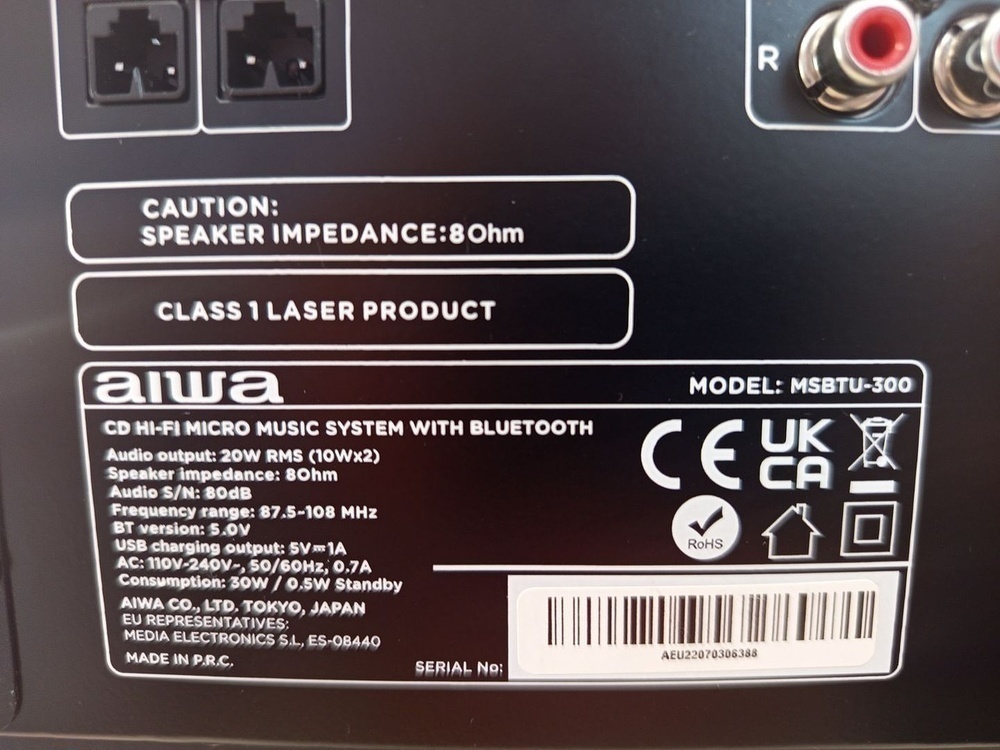 R
CAUTION:
SPEAKER IMPEDANCE:8Ohm
CLASS 1 LASER PRODUCT
aiwa
MODEL: MSBTU-300
CD HI-FI MICRO MUSIC SYSTEM WITH BLUETOOTH
Audio output: 20W RMS (10Wx2)
Speaker impedance: 8Ohm
Audio S/N: 80dB
Frequency range: 87.5-108 MHz
BT version: 5.0V
USB charging output: 5V⎓1A
AC: 110V-240V~, 50/60Hz, 0.7A
Consumption: 30W / 0.5W Standby
CE
UK
CA
RoHS
AIWA CO., LTD. TOKYO, JAPAN
EU REPRESENTATIVES:
MEDIA ELECTRONICS S.L, ES-08440
MADE IN P.R.C.
SERIAL No:
AEU22070306388